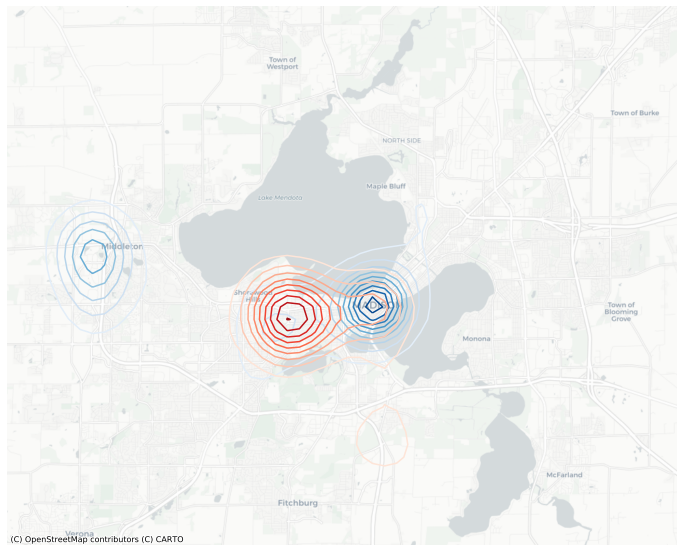 Town of
Westport
Town of Burke
NORTH SIDE
Maple Bluff
Lake Mendota
Middleton
Shorewood
Hills
Town of
Blooming
Grove
Monona
McFarland
Fitchburg
Verona
(C) OpenStreetMap contributors (C) CARTO